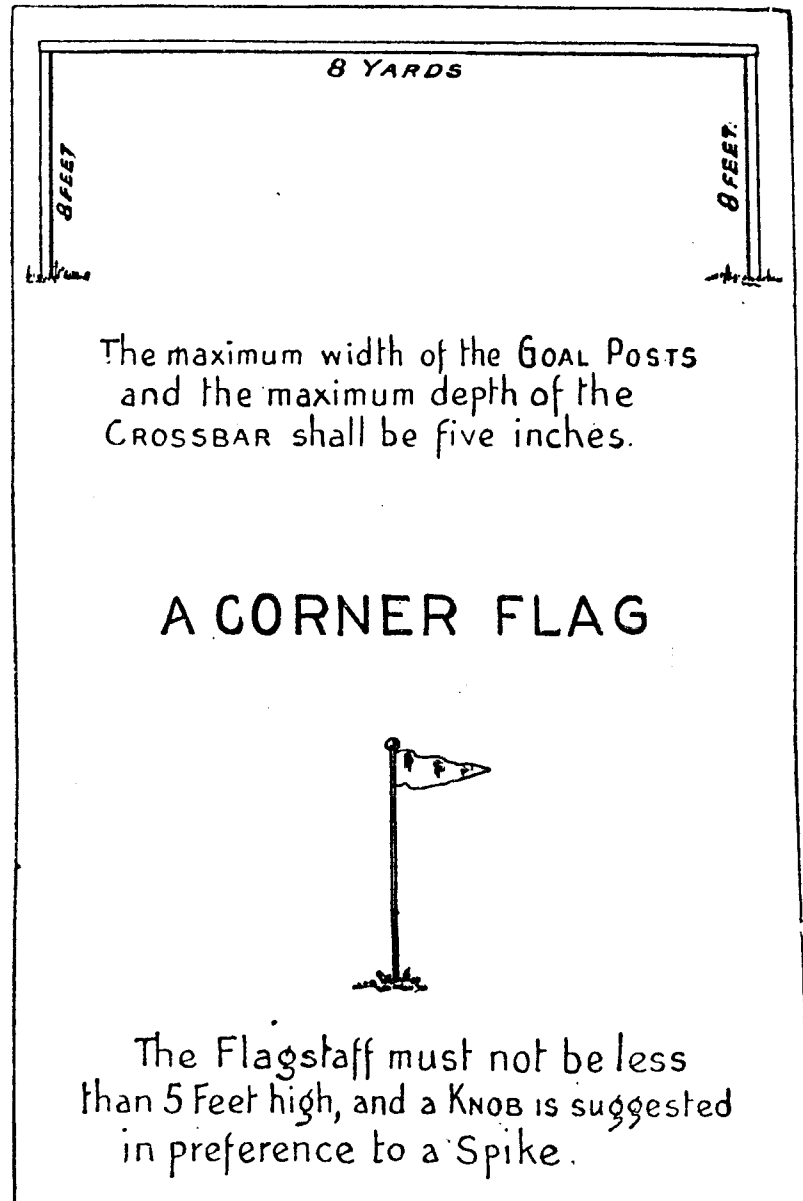 8 YARDS
8 FEET
8 FEET.
The maximum width of the GOAL POSTS
and the maximum depth of the
CROSSBAR shall be five inches.
A CORNER FLAG
The Flagstaff must not be less
than 5 Feet high, and a KNOB IS suggested
in preference to a Spike.